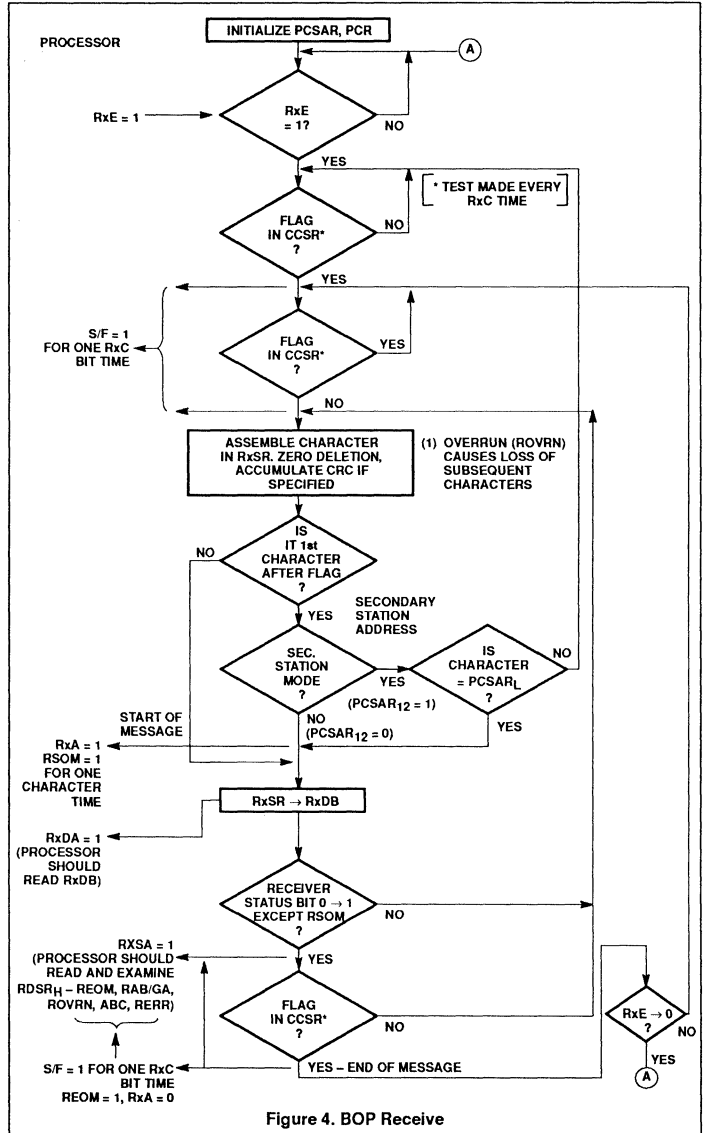 PROCESSOR
INITIALIZE PCSAR, PCR
A
RxE = 1
RxE
= 1?
NO
YES
[ * TEST MADE EVERY
RxC TIME ]
FLAG
IN CCSR*
?
NO
YES
S/F = 1
FOR ONE RxC
BIT TIME
FLAG
IN CCSR*
?
YES
NO
ASSEMBLE CHARACTER
IN RxSR. ZERO DELETION,
ACCUMULATE CRC IF
SPECIFIED
(1) OVERRUN (ROVRN)
CAUSES LOSS OF
SUBSEQUENT
CHARACTERS
IS
IT 1st
CHARACTER
AFTER FLAG
?
NO
YES
SECONDARY
STATION
ADDRESS
SEC.
STATION
MODE
?
YES
(PCSAR12 = 1)
IS
CHARACTER
= PCSARL
?
NO
YES
NO
(PCSAR12 = 0)
START OF
MESSAGE
RxA = 1
RSOM = 1
FOR ONE
CHARACTER
TIME
RxSR → RxDB
RxDA = 1
(PROCESSOR
SHOULD
READ RxDB)
RECEIVER
STATUS BIT 0 → 1
EXCEPT RSOM
?
NO
YES
RXSA = 1
(PROCESSOR SHOULD
READ AND EXAMINE
RDSRH – REOM, RAB/GA,
ROVRN, ABC, RERR)
FLAG
IN CCSR*
?
NO
YES – END OF MESSAGE
S/F = 1 FOR ONE RxC
BIT TIME
REOM = 1, RxA = 0
RxE → 0
?
NO
YES
A
Figure 4. BOP Receive